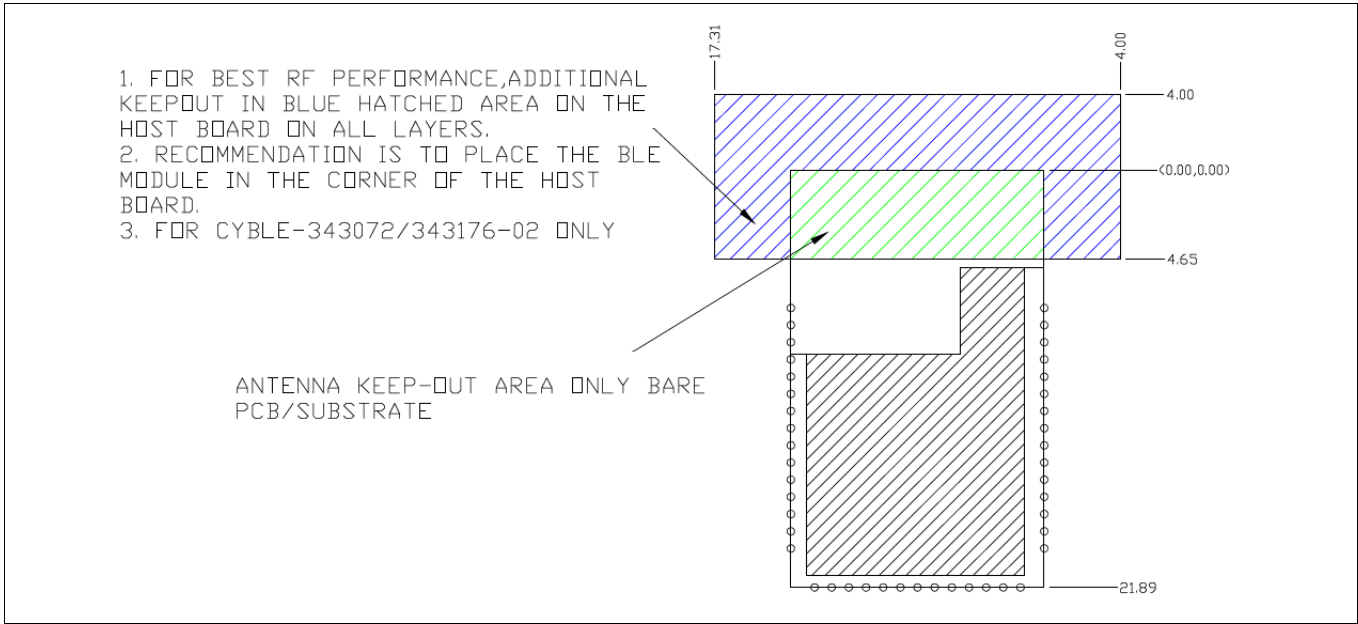 1. FOR BEST RF PERFORMANCE,ADDITIONAL
KEEPOUT IN BLUE HATCHED AREA ON THE
HOST BOARD ON ALL LAYERS.
2. RECOMMENDATION IS TO PLACE THE BLE
MODULE IN THE CORNER OF THE HOST
BOARD.
3. FOR CYBLE-343072/343176-02 ONLY
ANTENNA KEEP-OUT AREA ONLY BARE
PCB/SUBSTRATE
17.31
4.00
4.00
(0.00,0.00)
4.65
21.89